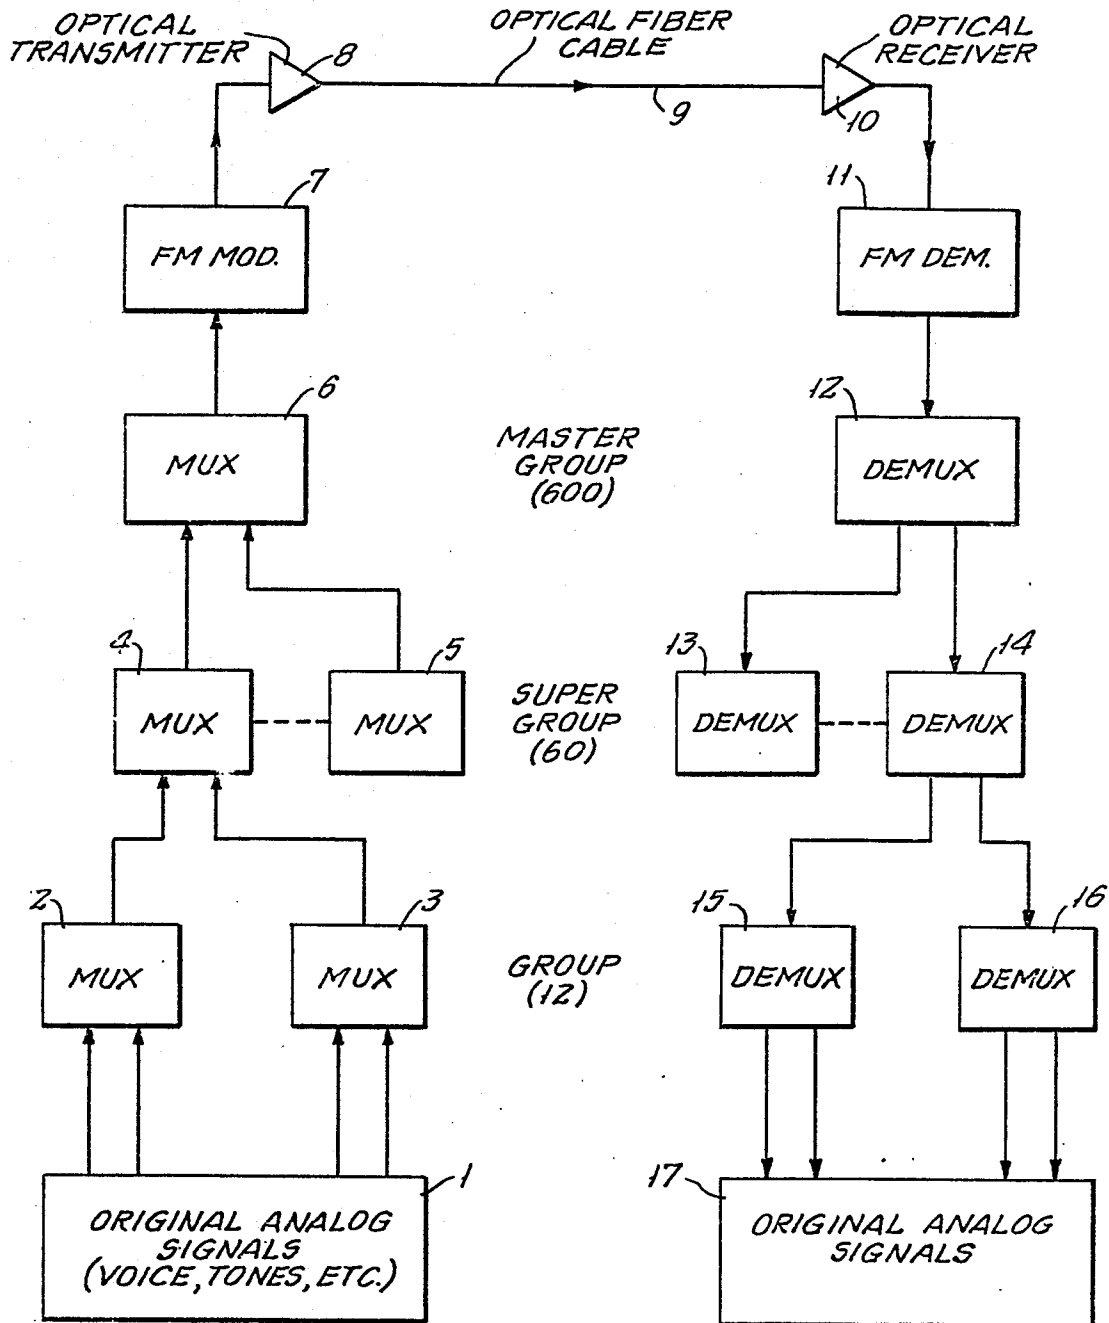 OPTICAL
TRANSMITTER
8
OPTICAL FIBER
CABLE
9
OPTICAL
RECEIVER
10
7
FM MOD.
11
FM DEM.
6
MUX
MASTER
GROUP
(600)
12
DEMUX
4
MUX
5
MUX
SUPER
GROUP
(60)
13
DEMUX
14
DEMUX
2
MUX
3
MUX
GROUP
(12)
15
DEMUX
16
DEMUX
1
ORIGINAL ANALOG
SIGNALS
(VOICE, TONES, ETC.)
17
ORIGINAL ANALOG
SIGNALS